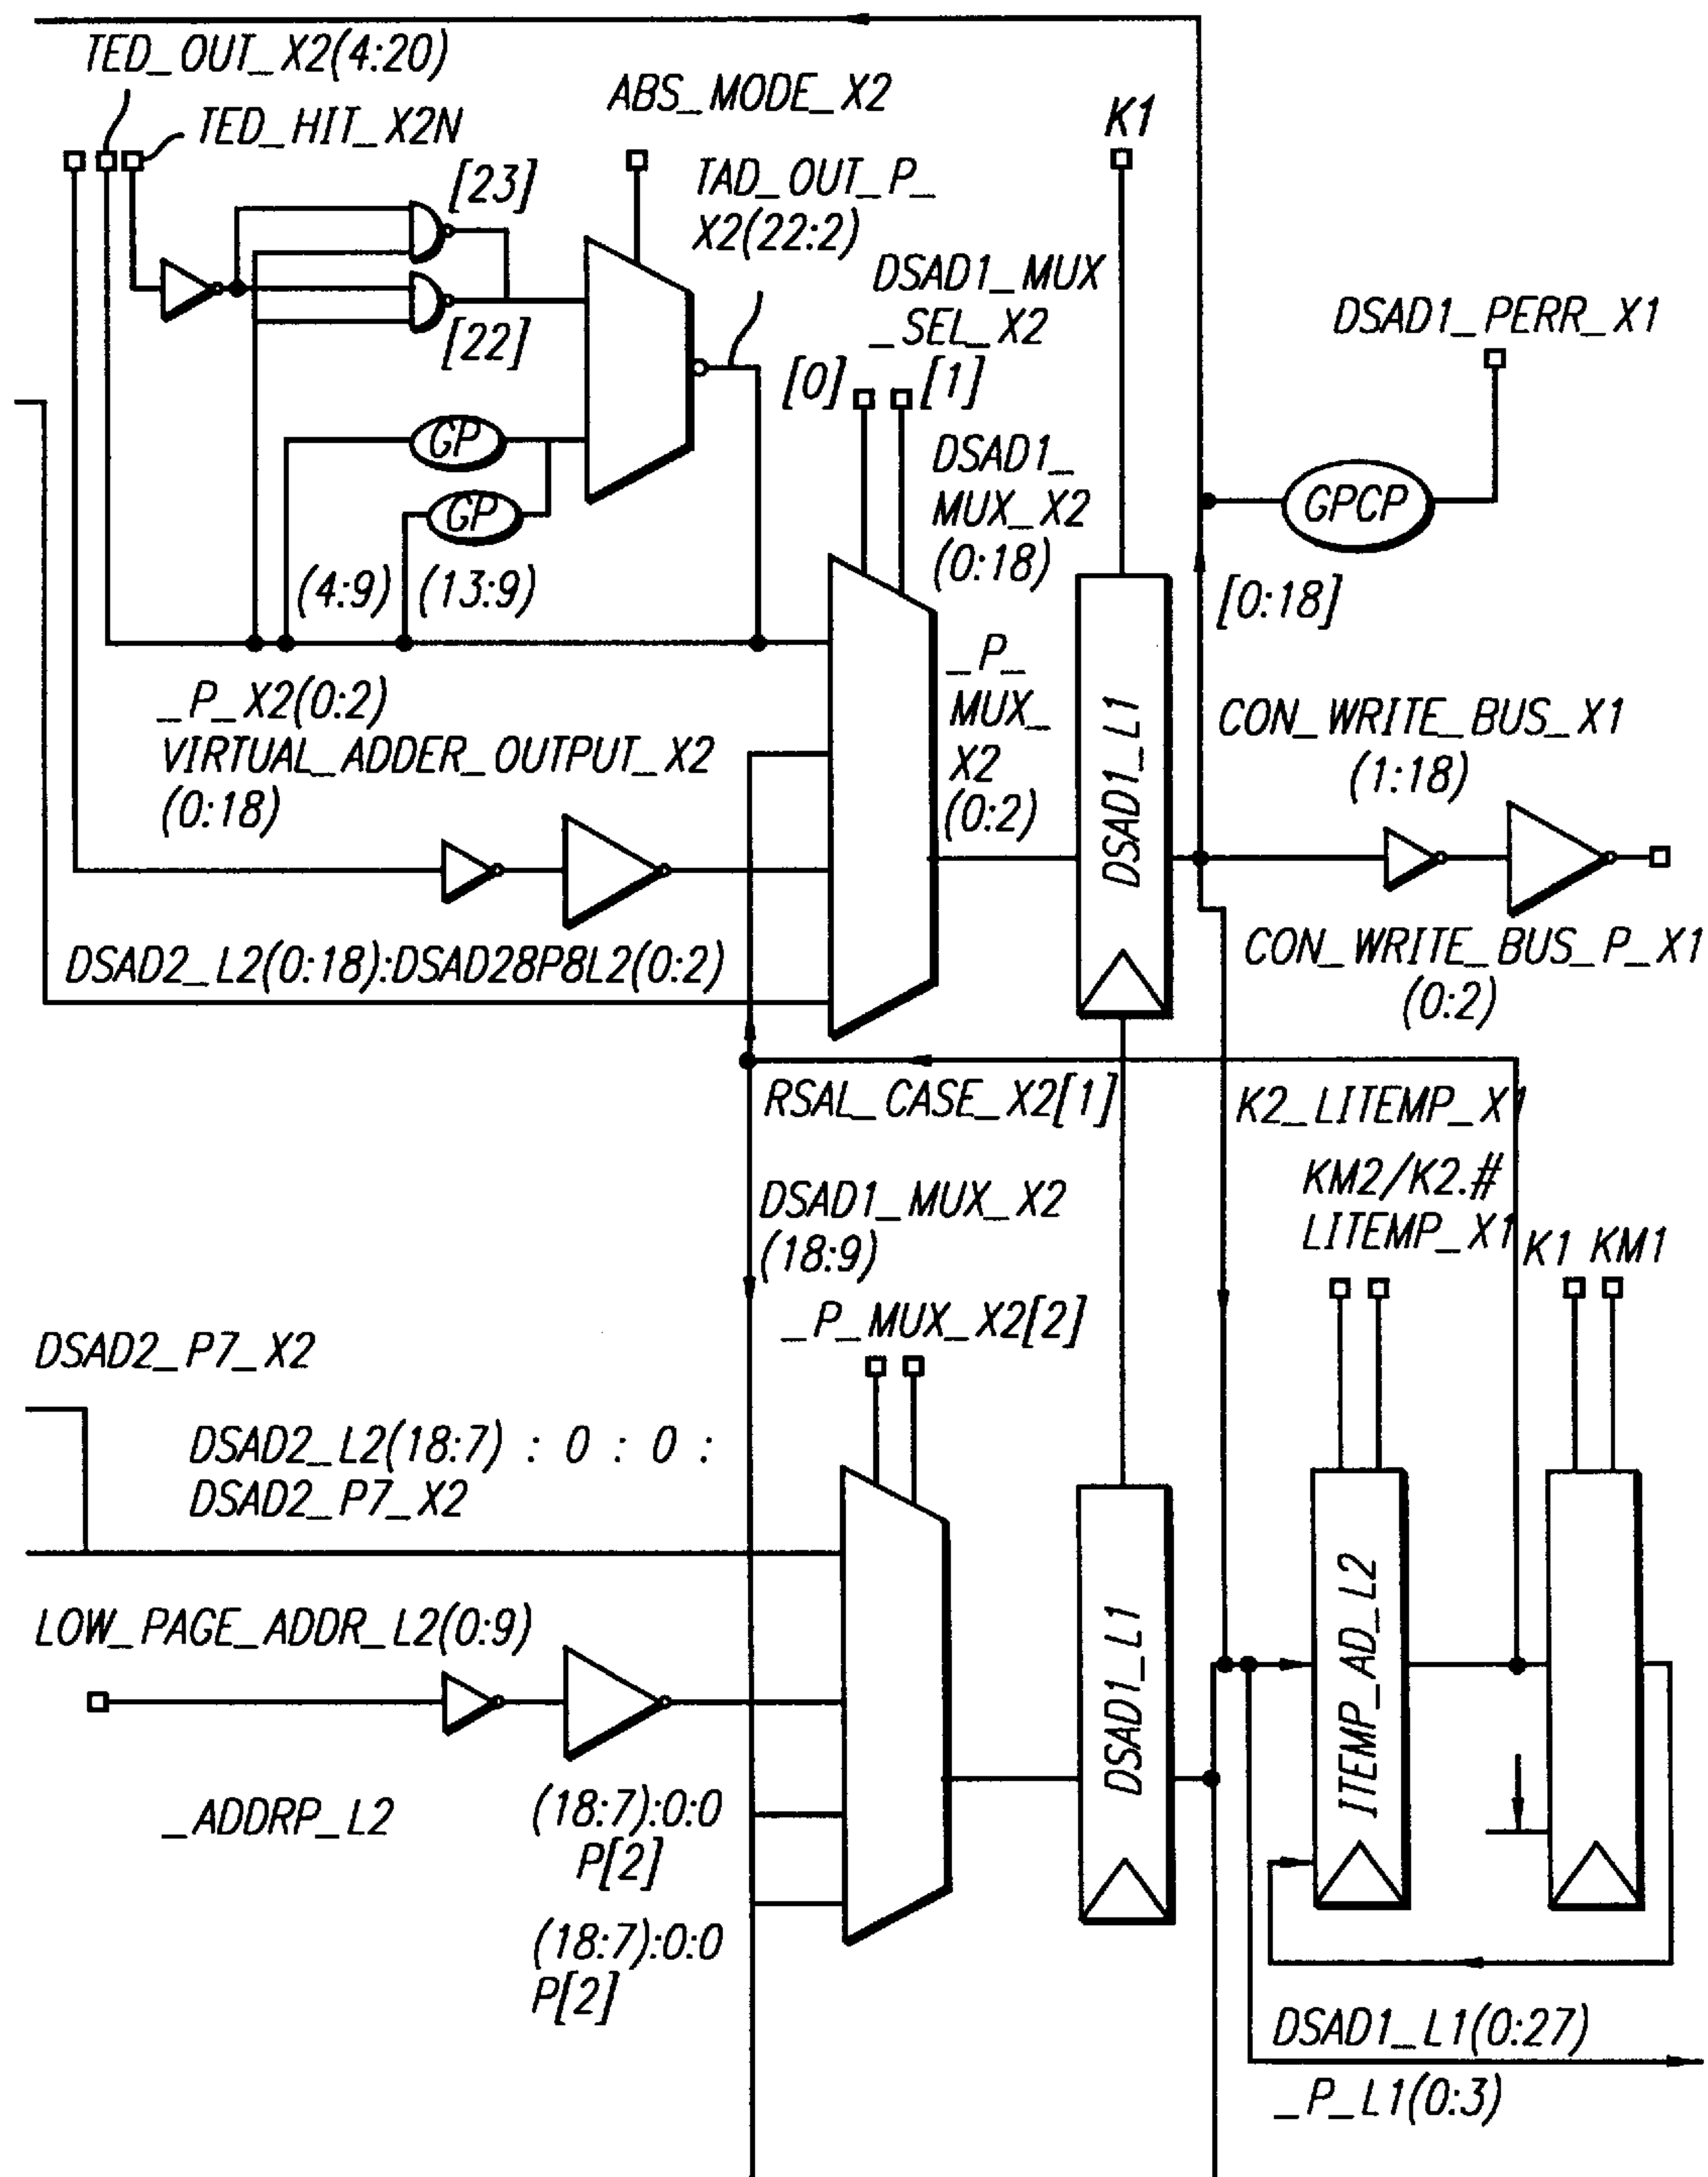 TED_OUT_X2(4:20)
TED_HIT_X2N
ABS_MODE_X2
K1
[23]
TAD_OUT_P_
X2(22:2)
[22]
DSAD1_MUX
_SEL_X2
[0]
[1]
DSAD1_PERR_X1
GP
GP
DSAD1_
MUX_X2
(0:18)
GPCP
(4:9)
(13:9)
[0:18]
_P_
MUX_
X2
(0:2)
_P_X2(0:2)
VIRTUAL_ADDER_OUTPUT_X2
(0:18)
DSAD1_L1
CON_WRITE_BUS_X1
(1:18)
DSAD2_L2(0:18):DSAD28P8L2(0:2)
CON_WRITE_BUS_P_X1
(0:2)
RSAL_CASE_X2[1]
K2_LITEMP_X1
KM2/K2.#
LITEMP_X1
K1 KM1
DSAD1_MUX_X2
(18:9)
_P_MUX_X2[2]
DSAD2_P7_X2
DSAD2_L2(18:7) : 0 : 0 :
DSAD2_P7_X2
LOW_PAGE_ADDR_L2(0:9)
DSAD1_L1
ITEMP_AD_L2
_ADDRP_L2
(18:7):0:0
P[2]
(18:7):0:0
P[2]
DSAD1_L1(0:27)
_P_L1(0:3)